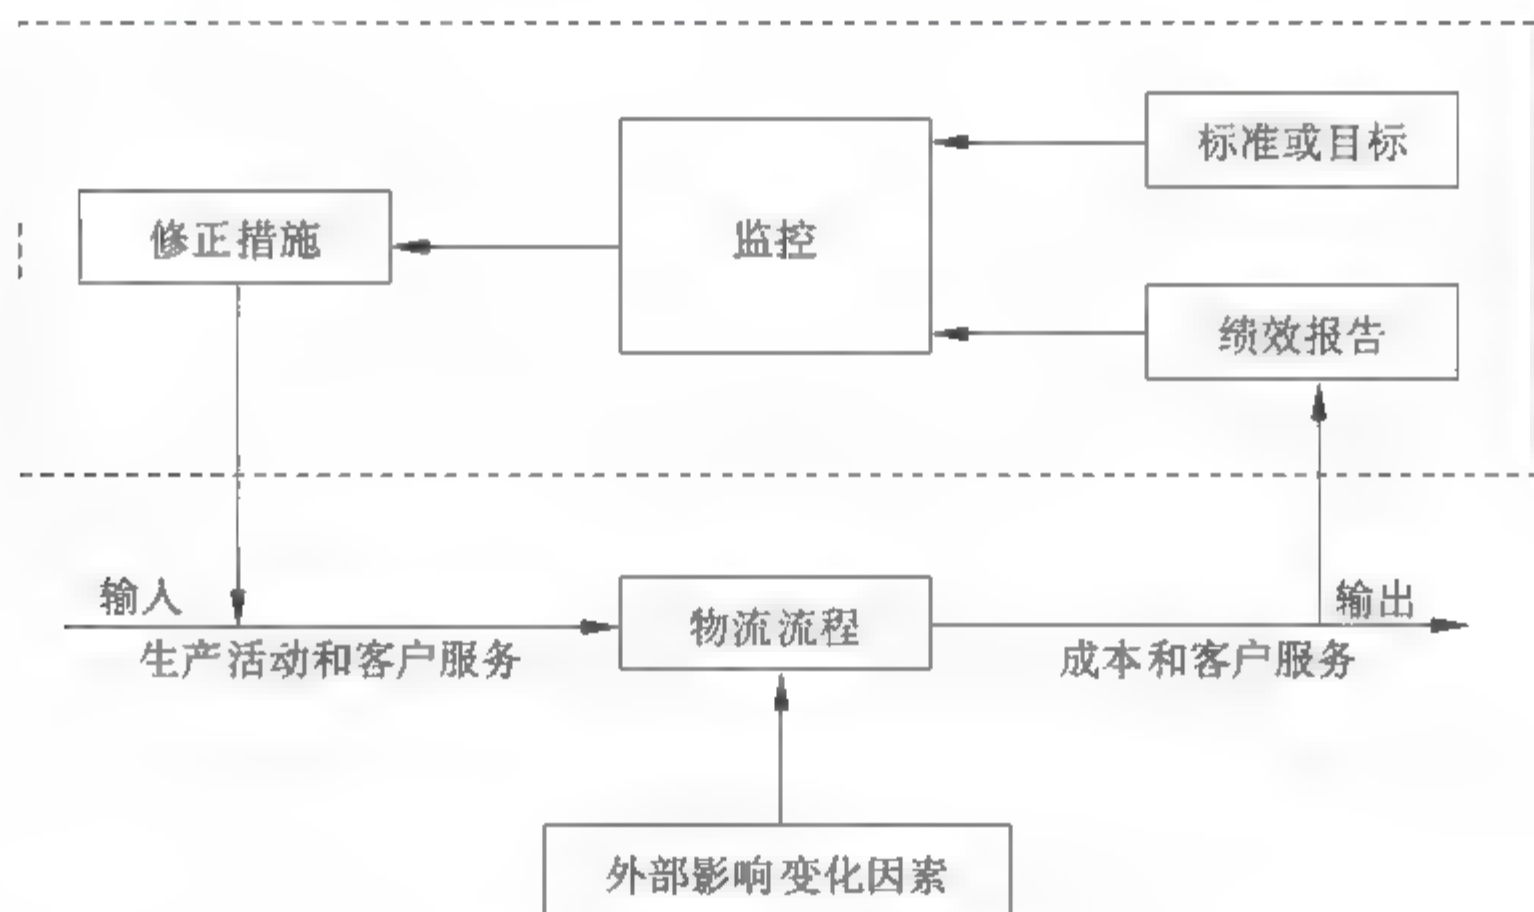 标准或目标
修正措施
监控
绩效报告
输入
输出
物流流程
生产活动和客户服务
成本和客户服务
外部影响变化因素